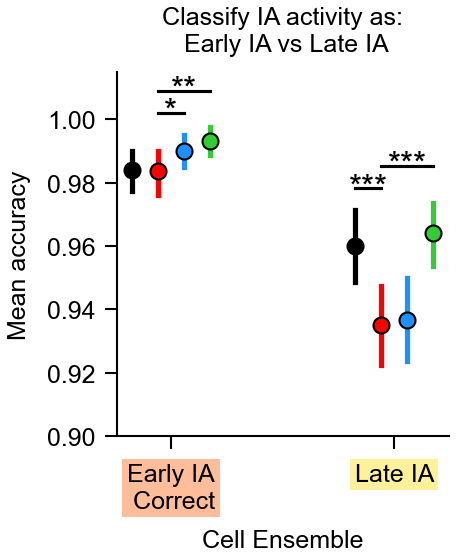 Classify IA activity as:
Early IA vs Late IA
**
*
1.00
***
0.98
***
Mean accuracy
0.96
0.94
0.92
0.90
Early IA
Correct
Late IA
Cell Ensemble